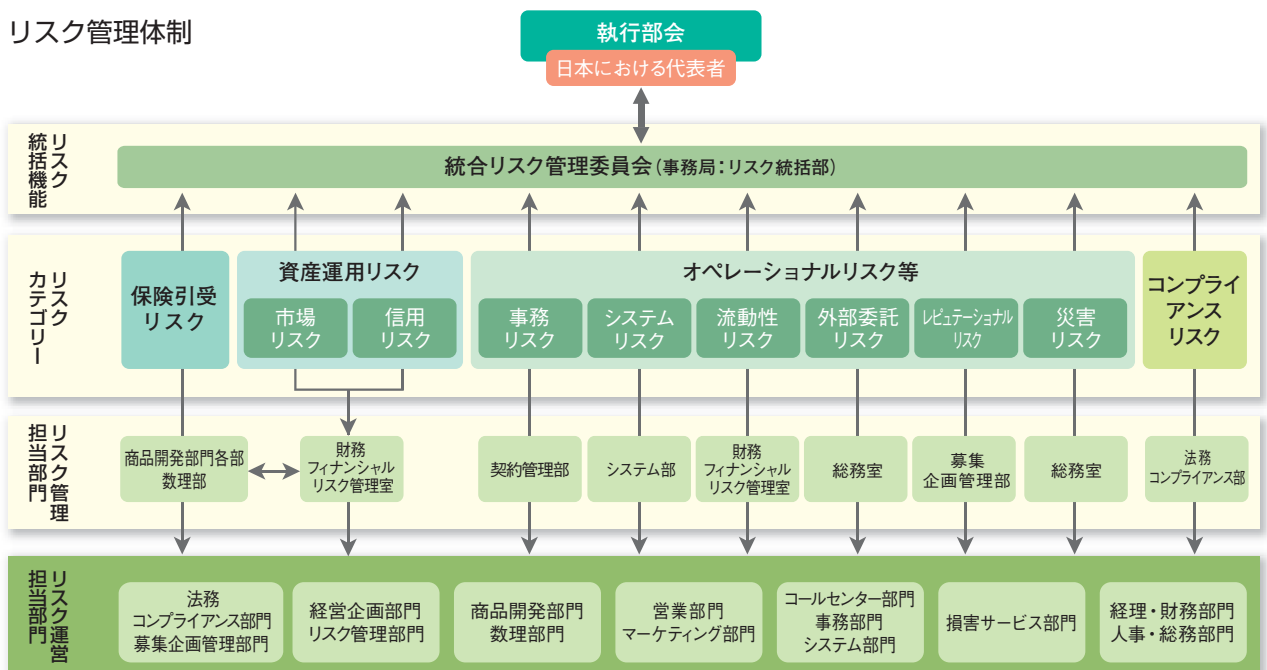 リスク管理体制
執行部会
日本における代表者
リスク
統括機能
統合リスク管理委員会(事務局:リスク統括部)
リスク
カテゴリー
保険引受
リスク
資産運用リスク
市場
リスク
信用
リスク
オペレーショナルリスク等
事務
リスク
システム
リスク
流動性
リスク
外部委託
リスク
レピュテーショナル
リスク
災害
リスク
コンプライ
アンス
リスク
リスク管理
担当部門
商品開発部門各部
数理部
財務
フィナンシャル
リスク管理室
契約管理部
システム部
財務
フィナンシャル
リスク管理室
総務室
募集
企画管理部
総務室
法務
コンプライアンス部
リスク運営
担当部門
法務
コンプライアンス部門
募集企画管理部門
経営企画部門
リスク管理部門
商品開発部門
数理部門
営業部門
マーケティング部門
コールセンター部門
事務部門
システム部門
損害サービス部門
経理・財務部門
人事・総務部門